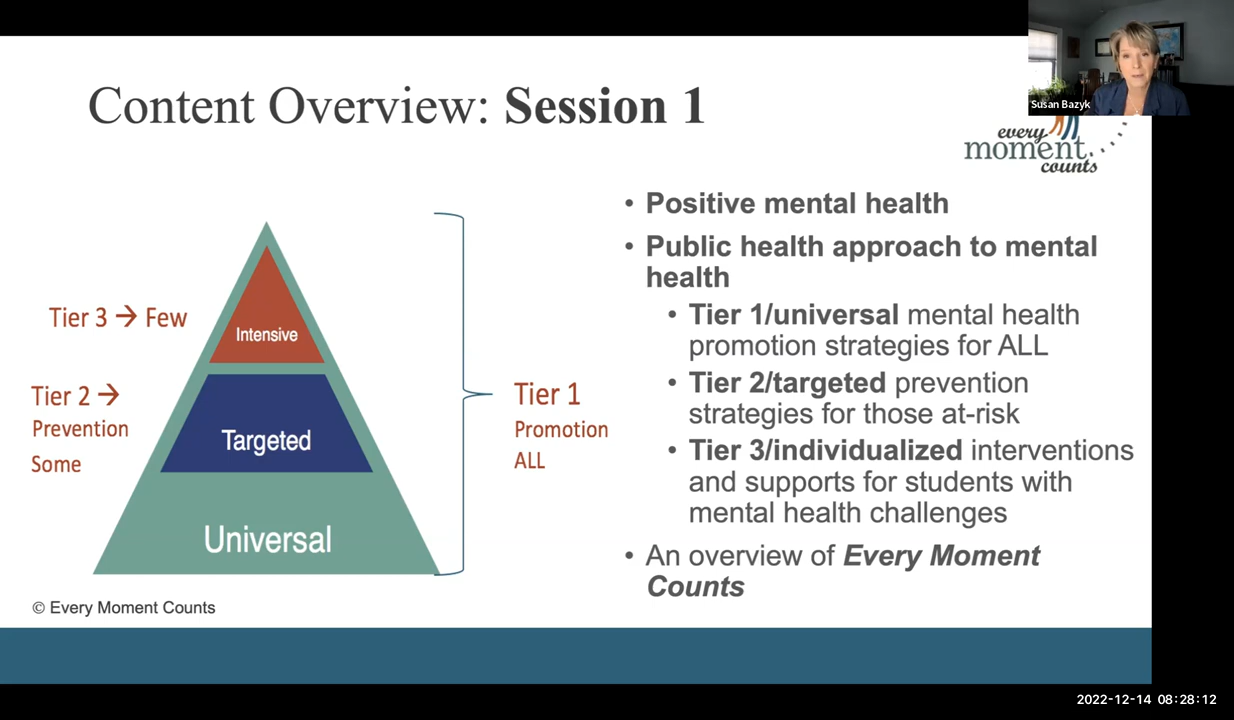 Susan Bazyk
Content Overview: Session 1
every
moment
counts
Intensive
Tier 3 → Few
Tier 2 →
Prevention
Some
Targeted
Universal
Tier 1
Promotion
ALL
• Positive mental health
• Public health approach to mental
health
• Tier 1/universal mental health
promotion strategies for ALL
• Tier 2/targeted prevention
strategies for those at-risk
• Tier 3/individualized interventions
and supports for students with
mental health challenges
• An overview of Every Moment
Counts
© Every Moment Counts
2022-12-14 08:28:12